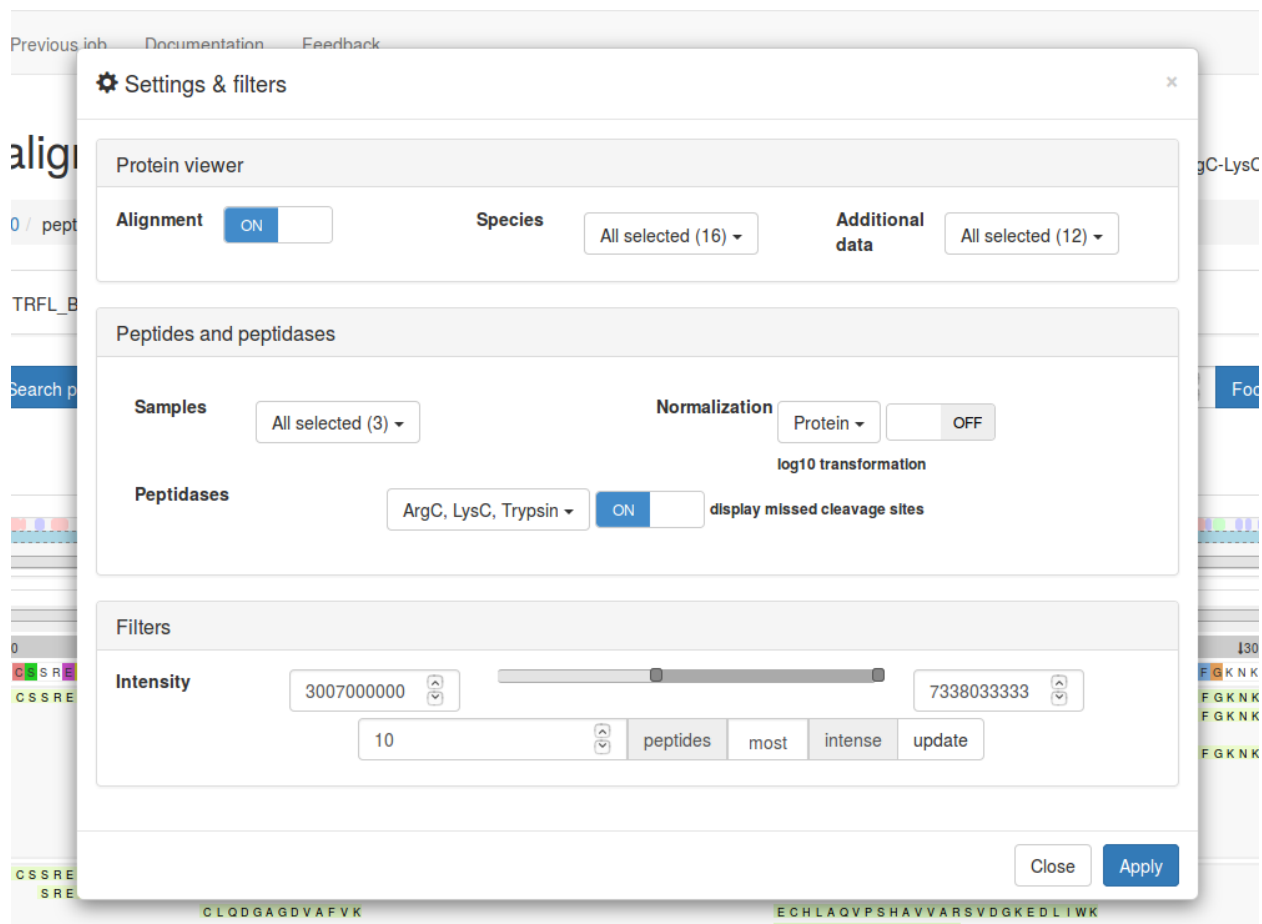 Previous job Documentation Feedback
Settings & filters ×
Protein viewer
Alignment ON Species All selected (16) Additional data All selected (12)
Peptides and peptidases
Samples All selected (3) Normalization Protein OFF
log10 transformation
Peptidases ArgC, LysC, Trypsin ON display missed cleavage sites
Filters
Intensity 3007000000 7338033333
10 peptides most intense update
Close Apply
alig
gC-LysC
0 / pept
TRFL_B
Search p
Foc
0
30
CSSRE
FGKNK
CSSRE
FGKNK
FGKNK
FGKNK
CSSRE
SRE
CLQDGAGDVAFVK
ECHLAQVPSHAVVARSVDGKEDLIWK